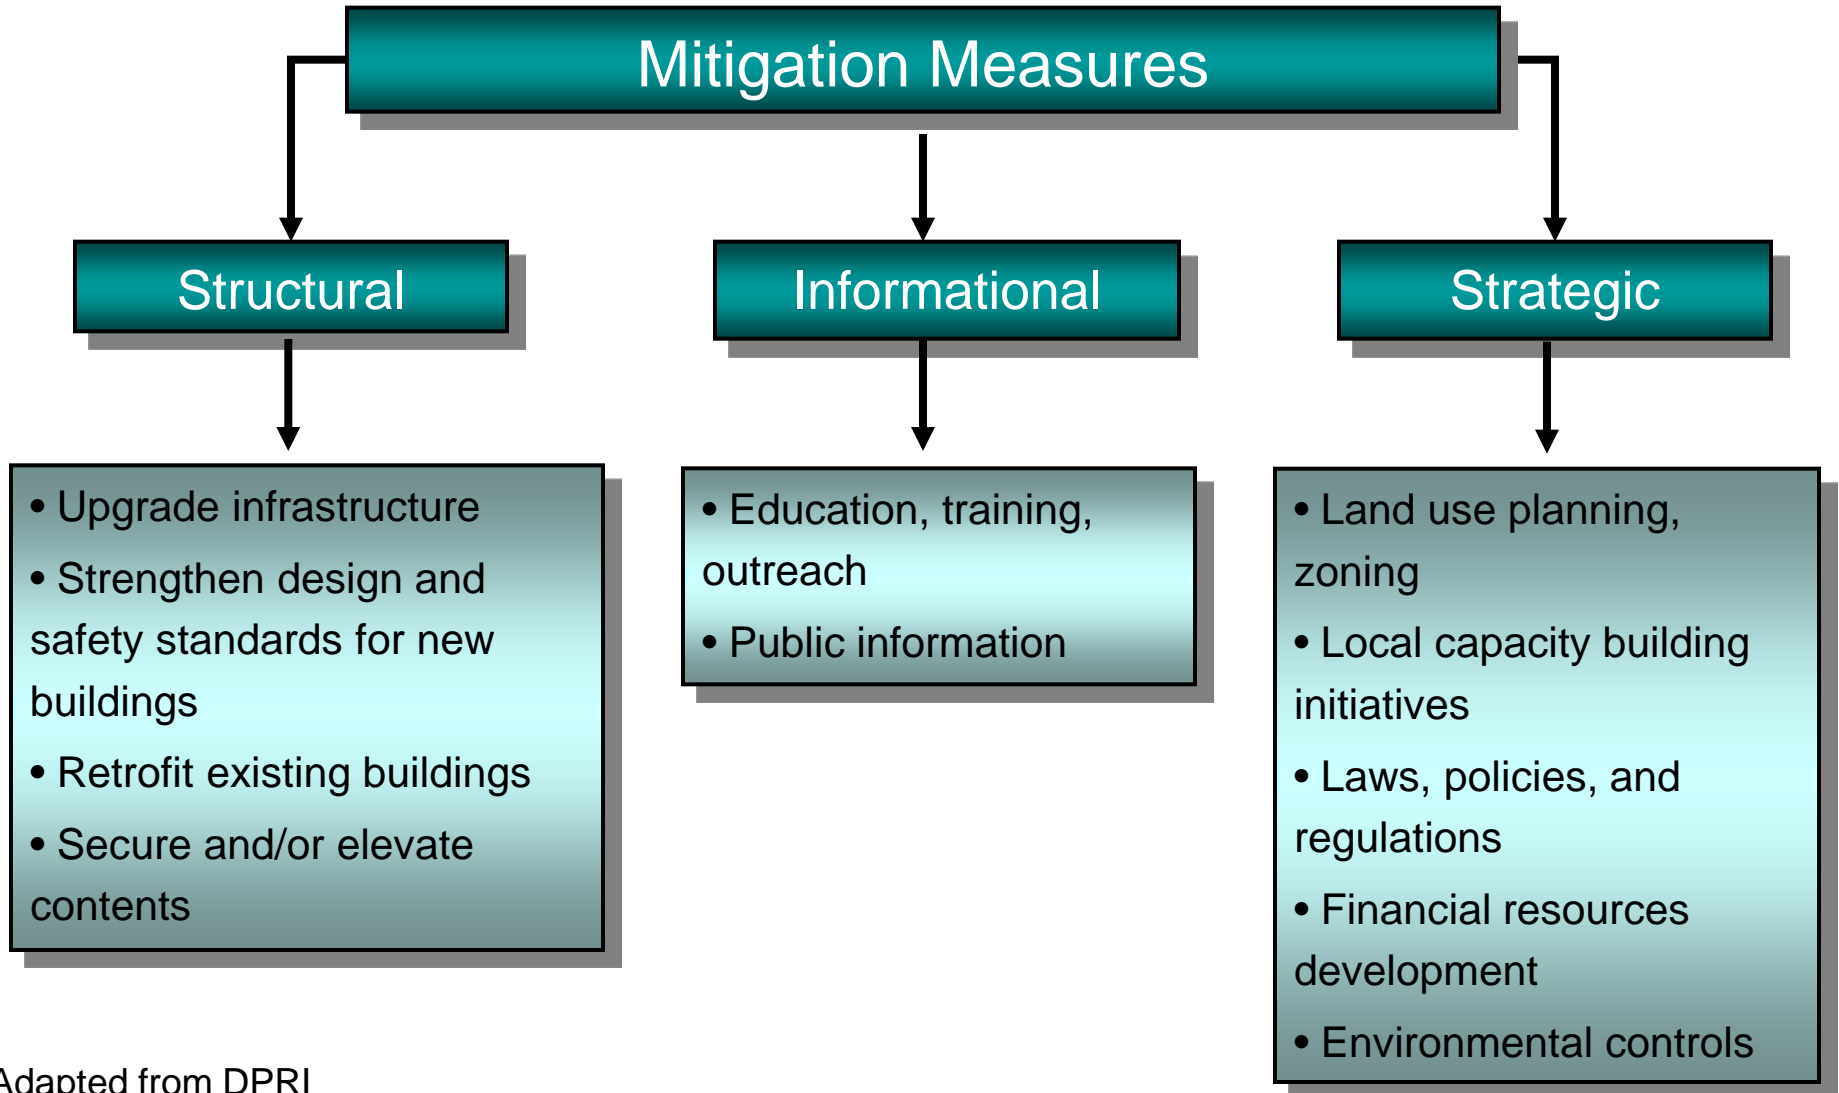 Mitigation Measures
Structural
Informational
Strategic
• Upgrade infrastructure
• Strengthen design and
safety standards for new
buildings
• Retrofit existing buildings
• Secure and/or elevate
contents
• Education, training,
outreach
• Public information
• Land use planning,
zoning
• Local capacity building
initiatives
• Laws, policies, and
regulations
• Financial resources
development
• Environmental controls
Adapted from DPRI